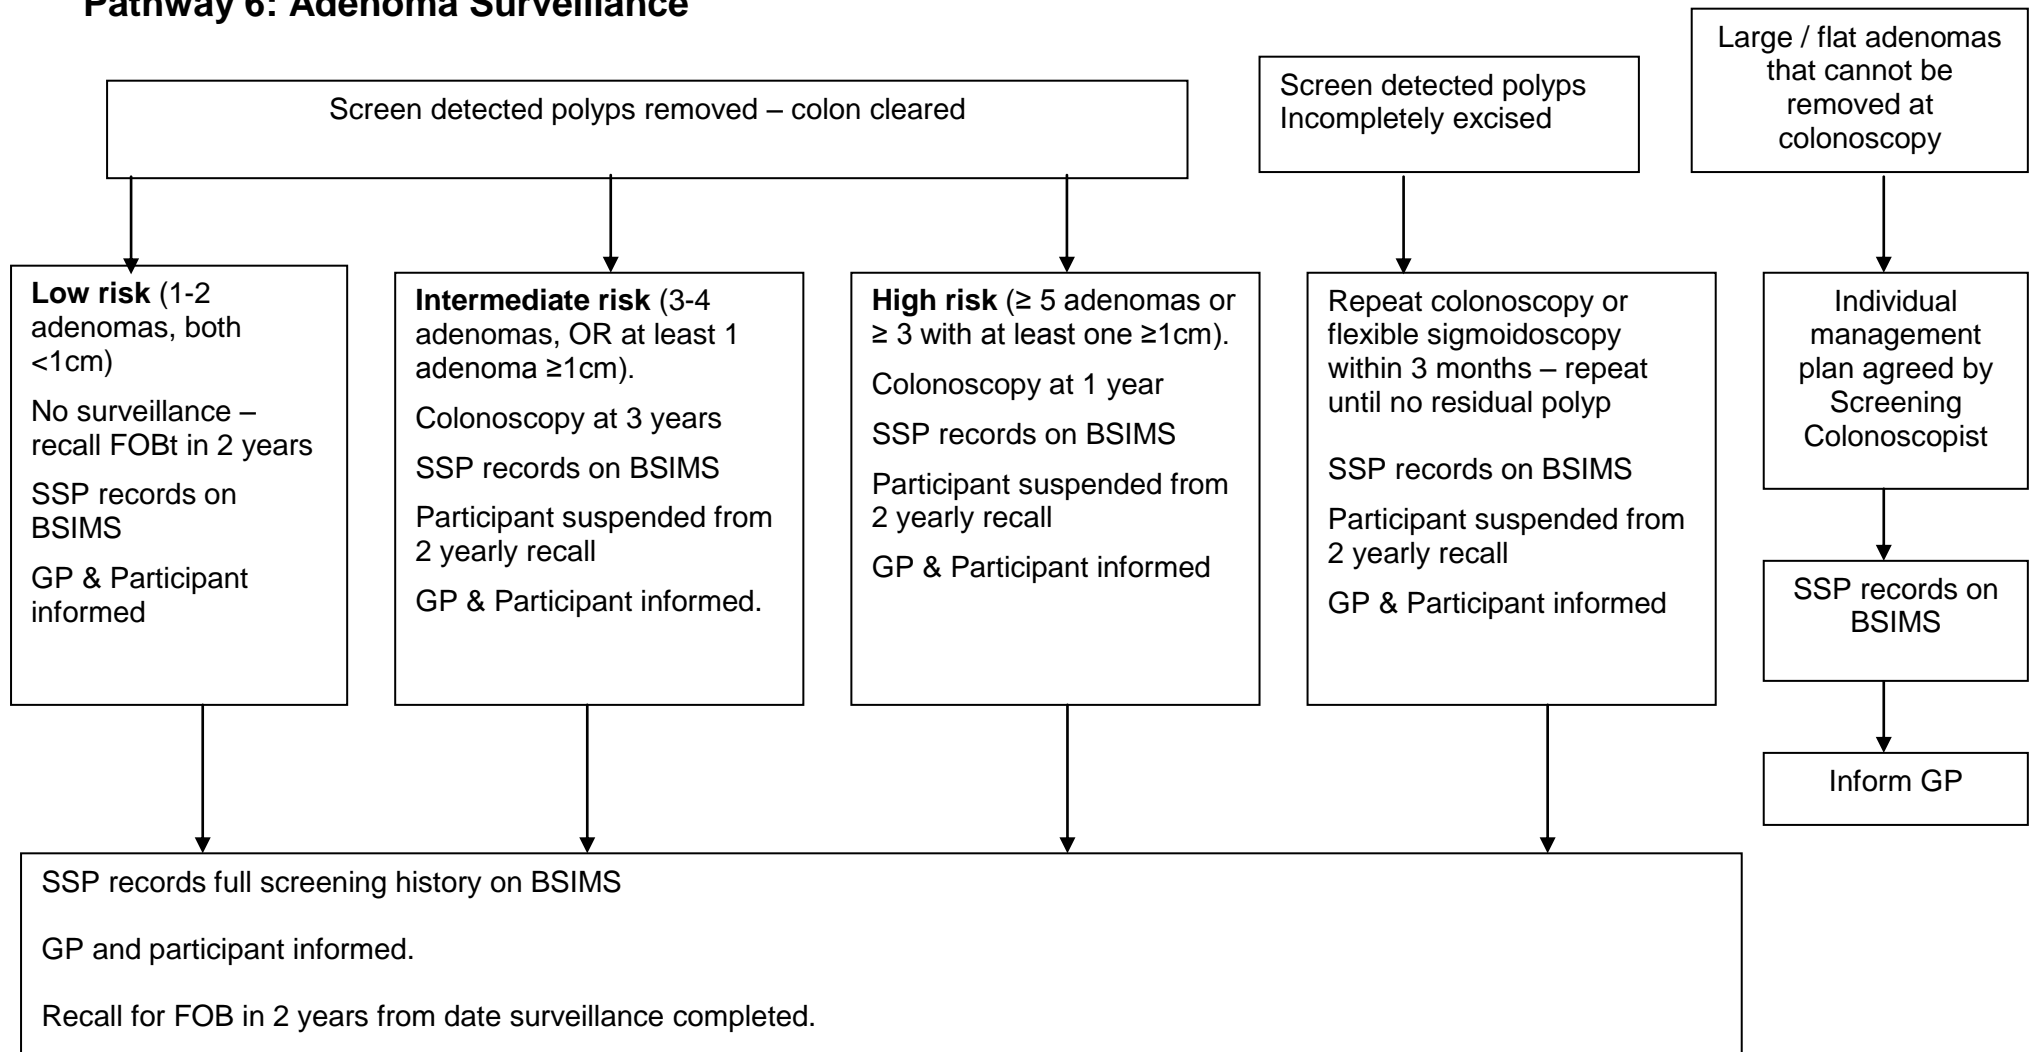 Pathway 6: Adenoma Surveillance
Screen detected polyps removed – colon cleared
Screen detected polyps
Incompletely excised
Large / flat adenomas
that cannot be
removed at
colonoscopy
Low risk (1-2
adenomas, both
<1cm)
No surveillance –
recall FOBt in 2 years
SSP records on
BSIMS
GP & Participant
informed
Intermediate risk (3-4
adenomas, OR at least 1
adenoma ≥1cm).
Colonoscopy at 3 years
SSP records on BSIMS
Participant suspended from
2 yearly recall
GP & Participant informed.
High risk (≥ 5 adenomas or
≥ 3 with at least one ≥1cm).
Colonoscopy at 1 year
SSP records on BSIMS
Participant suspended from
2 yearly recall
GP & Participant informed
Repeat colonoscopy or
flexible sigmoidoscopy
within 3 months – repeat
until no residual polyp
SSP records on BSIMS
Participant suspended from
2 yearly recall
GP & Participant informed
Individual
management
plan agreed by
Screening
Colonoscopist
SSP records on
BSIMS
Inform GP
SSP records full screening history on BSIMS
GP and participant informed.
Recall for FOB in 2 years from date surveillance completed.